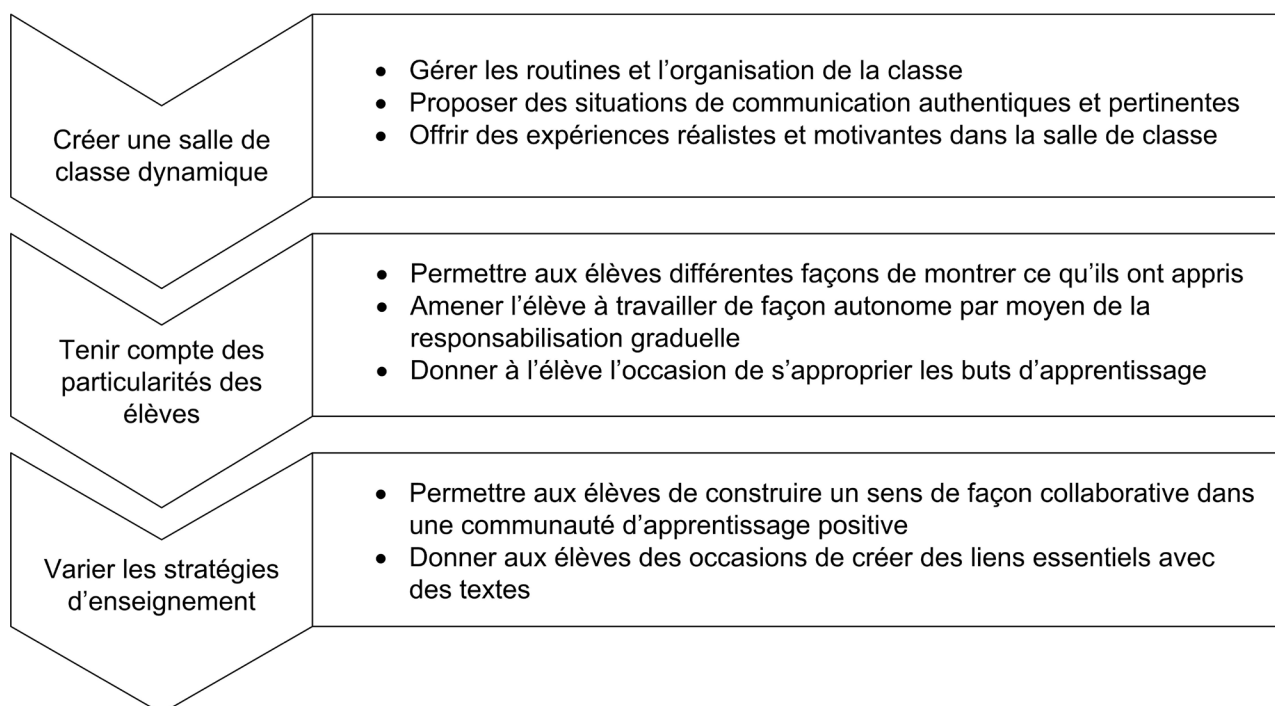 Créer une salle de
classe dynamique
• Gérer les routines et l’organisation de la classe
• Proposer des situations de communication authentiques et pertinentes
• Offrir des expériences réalistes et motivantes dans la salle de classe
Tenir compte des
particularités des
élèves
• Permettre aux élèves différentes façons de montrer ce qu’ils ont appris
• Amener l’élève à travailler de façon autonome par moyen de la
responsabilisation graduelle
• Donner à l’élève l’occasion de s’approprier les buts d’apprentissage
Varier les stratégies
d’enseignement
• Permettre aux élèves de construire un sens de façon collaborative dans
une communauté d’apprentissage positive
• Donner aux élèves des occasions de créer des liens essentiels avec
des textes